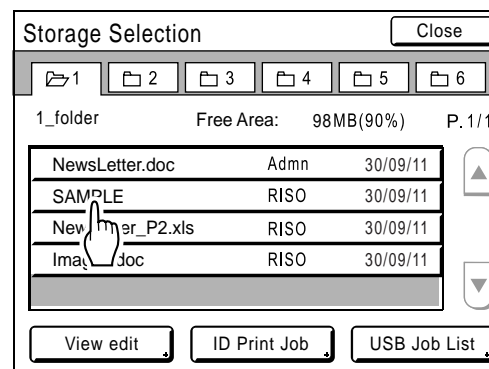 Storage Selection Close
1 2 3 4 5 6
1_folder Free Area: 98MB(90%) P. 1/1
NewsLetter.doc Admn 30/09/11
SAMPLE RISO 30/09/11
RISO 30/09/11
RISO 30/09/11
View edit ID Print Job USB Job List